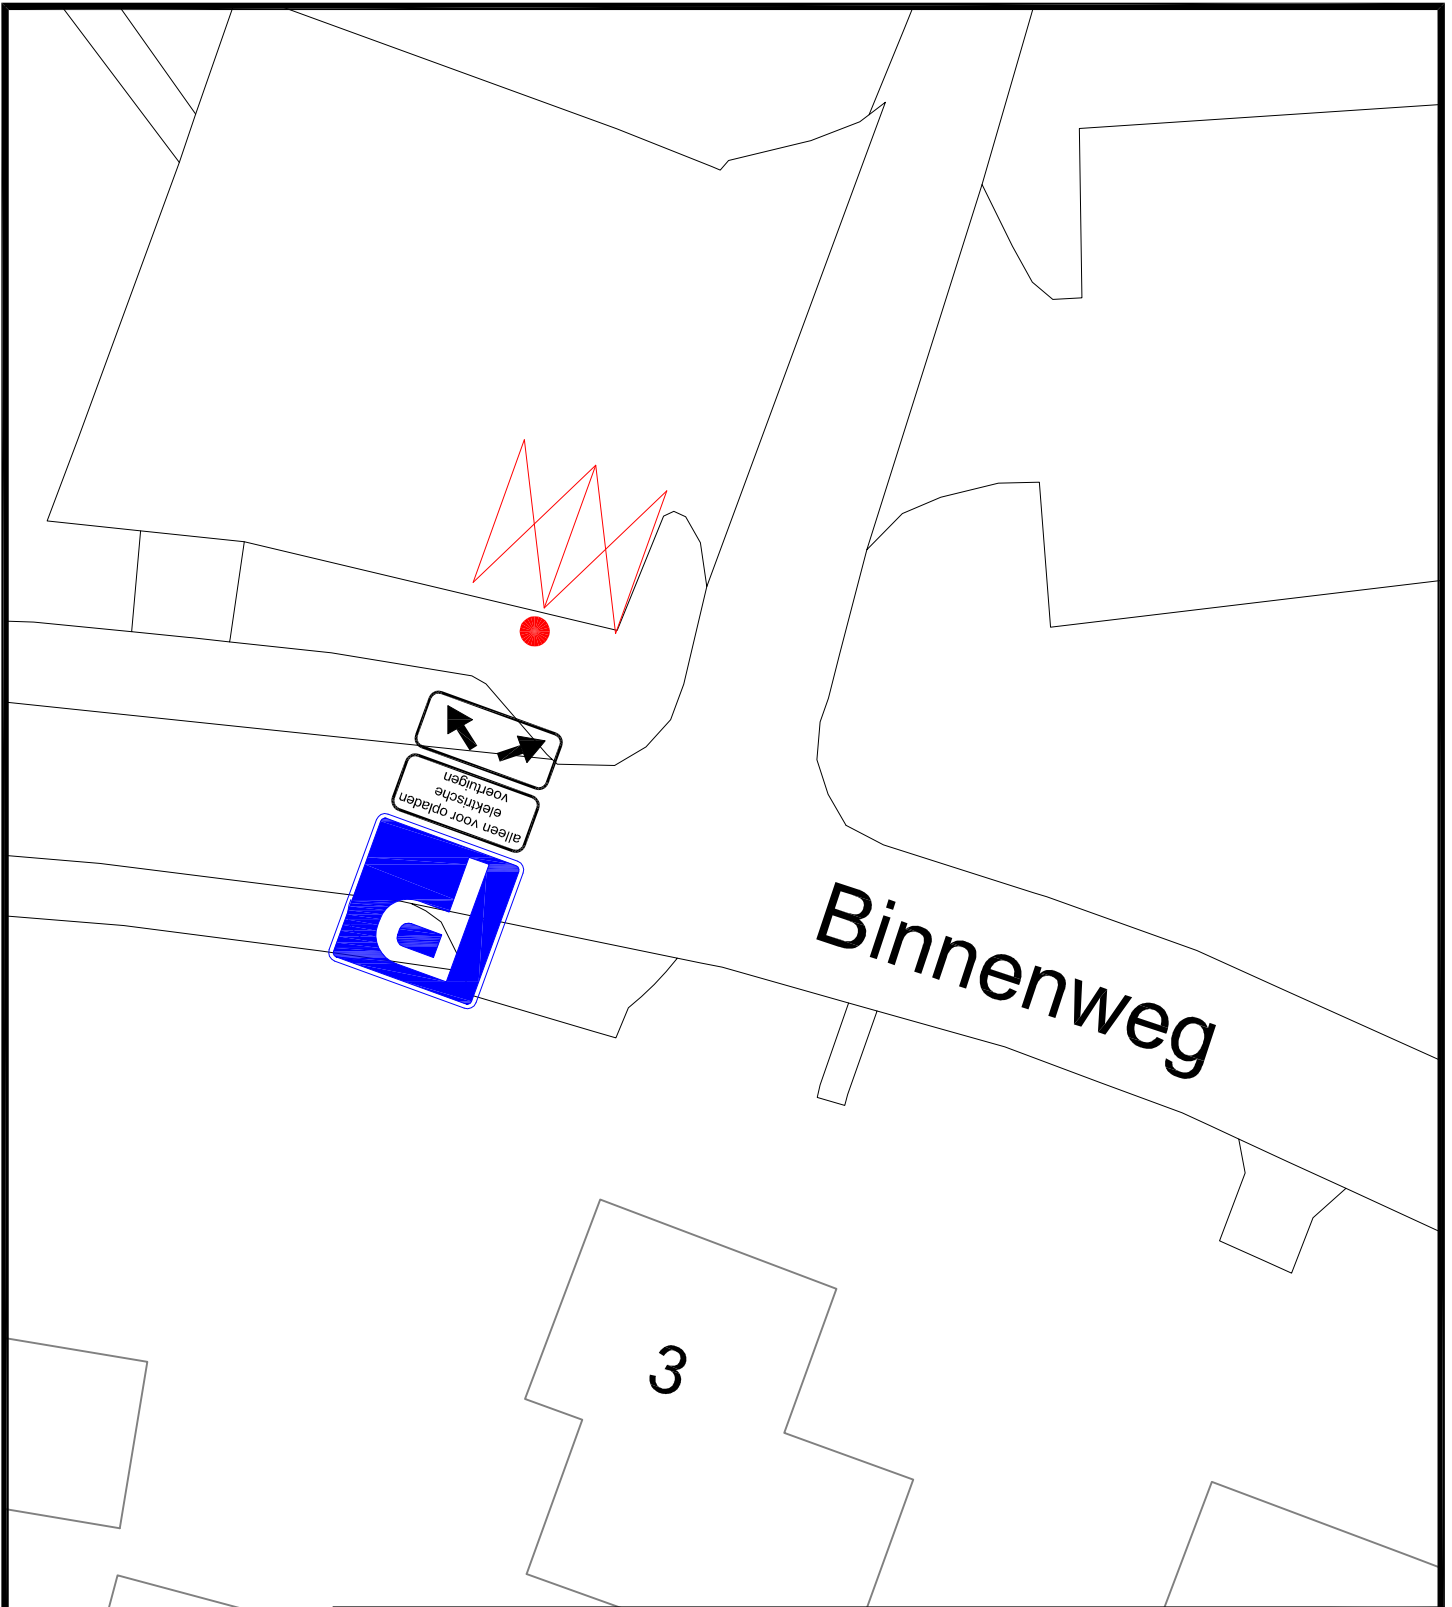 alleen voor opladen
elektrische
voertuigen
P
Binnenweg
3